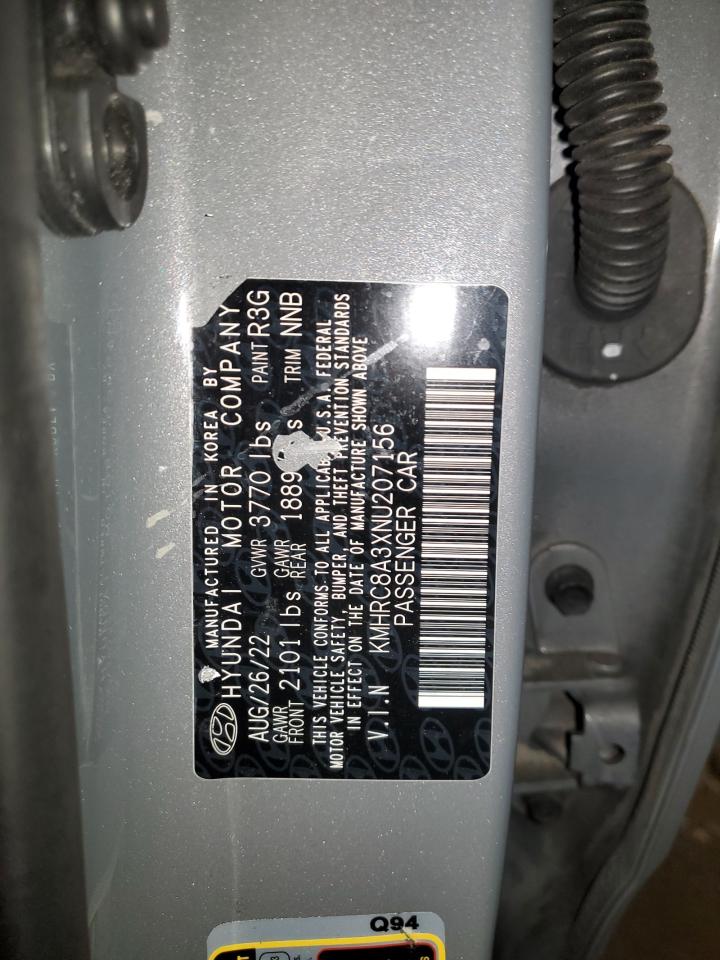 MANUFACTURED IN KOREA BY
HYUNDAI MOTOR COMPANY
AUG/26/22 GVWR 3770 lbs PAINT R3G
GAWR FRONT 2101 lbs GAWR REAR 1889 s TRIM NNB
THIS VEHICLE CONFORMS TO ALL APPLICAB U.S.A. FEDERAL
MOTOR VEHICLE SAFETY, BUMPER, AND THEFT PREVENTION STANDARDS
IN EFFECT ON THE DATE OF MANUFACTURE SHOWN ABOVE
V.I.N KMHRC8A3XNU207156
PASSENGER CAR
Q94